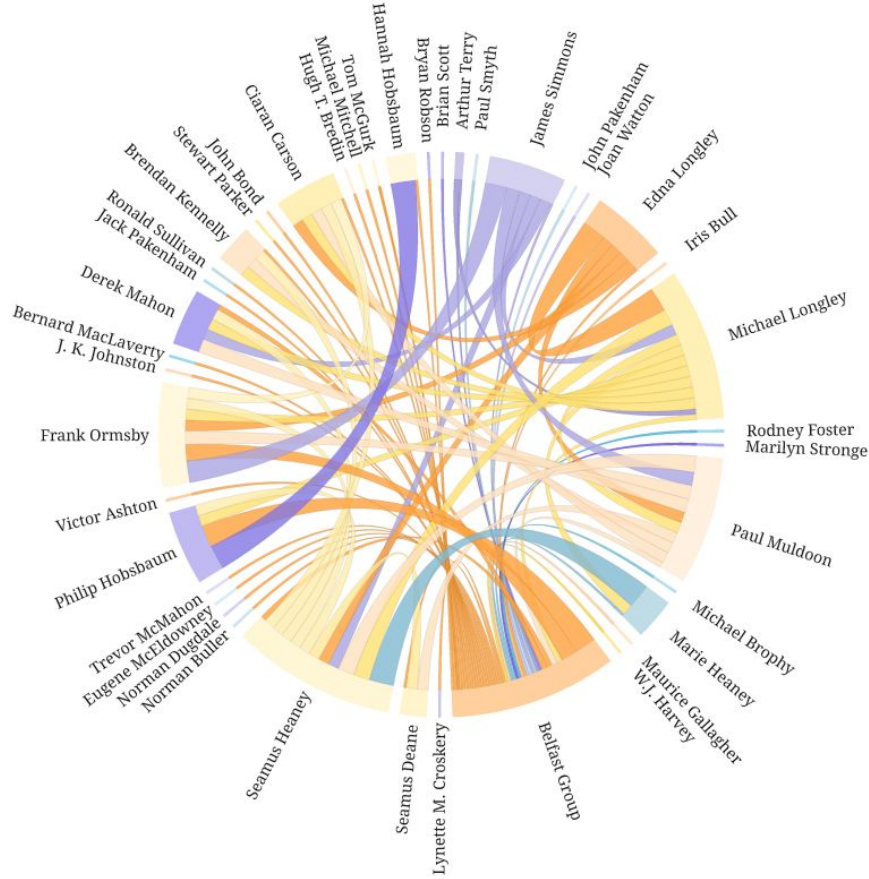 Hannah Hobsbaum
Bryan Robson
Brian Scott
Arthur Terry
Paul Smyth
James Simmons
John Pakenham
Joan Watton
Edna Longley
Iris Bull
Michael Longley
Rodney Foster
Marilyn Stronge
Paul Muldoon
Michael Brophy
Marie Heaney
Maurice Gallagher
W.J. Harvey
Belfast Group
Lynette M. Croskery
Seamus Deane
Seamus Heaney
Norman Buller
Norman Dugdale
Eugene McEldowney
Trevor McMahon
Philip Hobsbaum
Victor Ashton
Frank Ormsby
J. K. Johnston
Bernard MacLaverty
Derek Mahon
Jack Pakenham
Ronald Sullivan
Brendan Kennelly
Stewart Parker
John Bond
Ciaran Carson
Hugh T. Bredin
Michael Mitchell
Tom McGurk